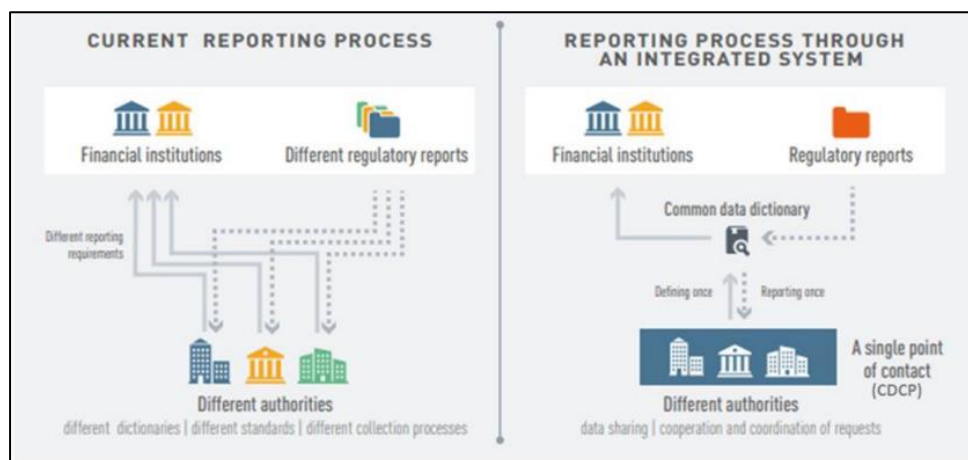 CURRENT REPORTING PROCESS
Financial institutions
Different regulatory reports
Different reporting
requirements
Different authorities
different dictionaries | different standards | different collection processes
REPORTING PROCESS THROUGH
AN INTEGRATED SYSTEM
Financial institutions
Regulatory reports
Common data dictionary
Defining once
Reporting once
A single point
of contact
(CDCP)
Different authorities
data sharing | cooperation and coordination of requests